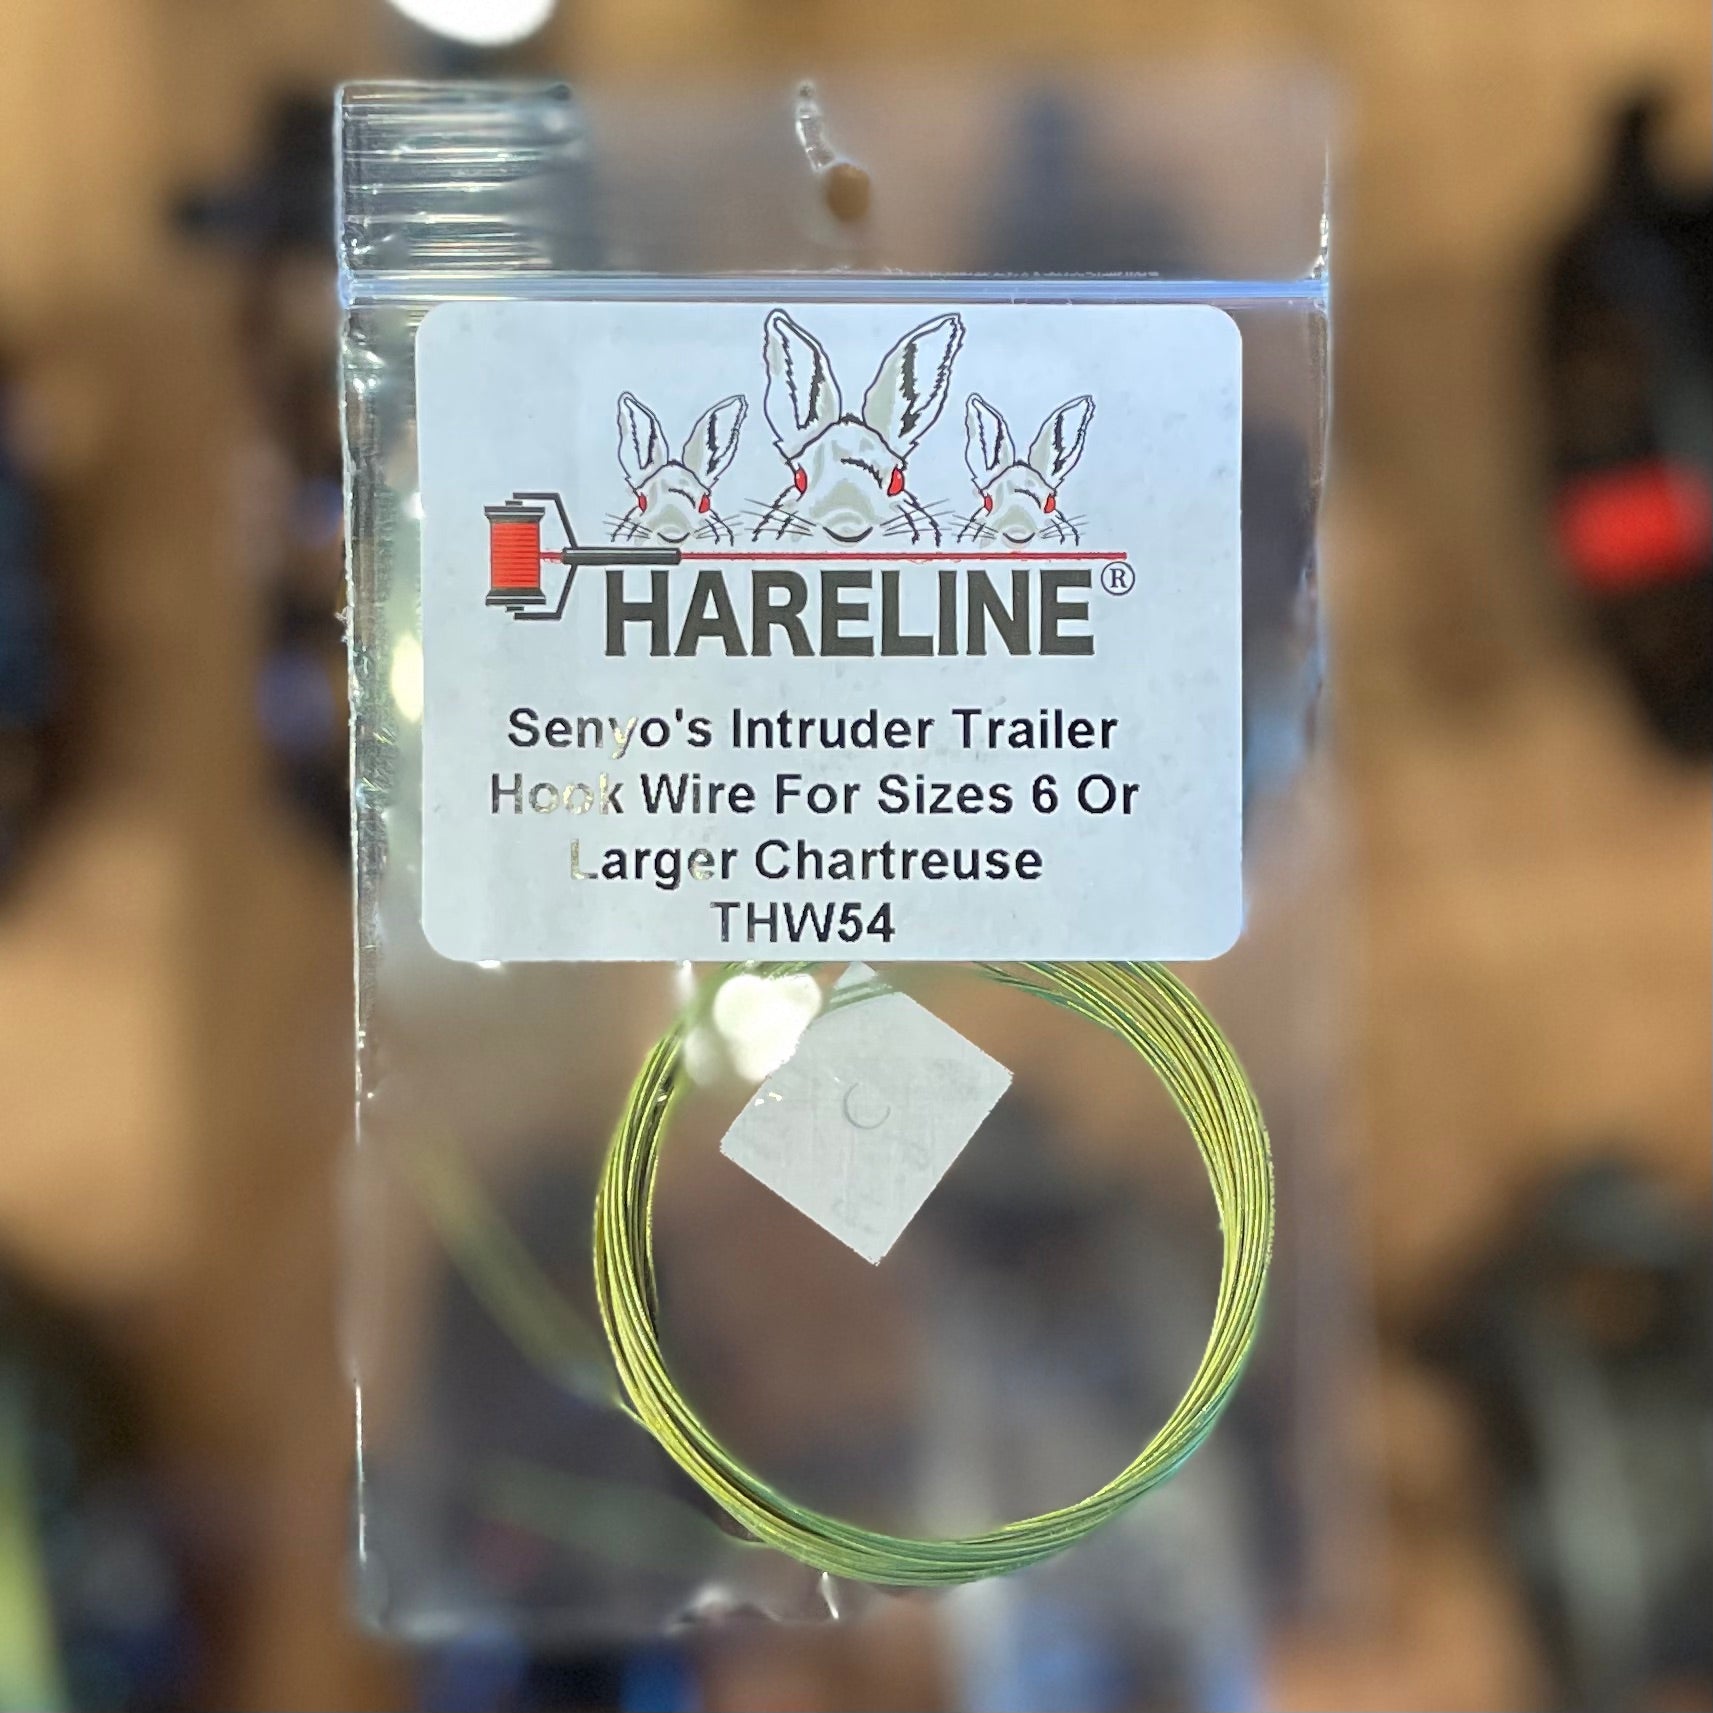 HARELINE®
Senyo's Intruder Trailer
Hook Wire For Sizes 6 Or
Larger Chartreuse
THW54